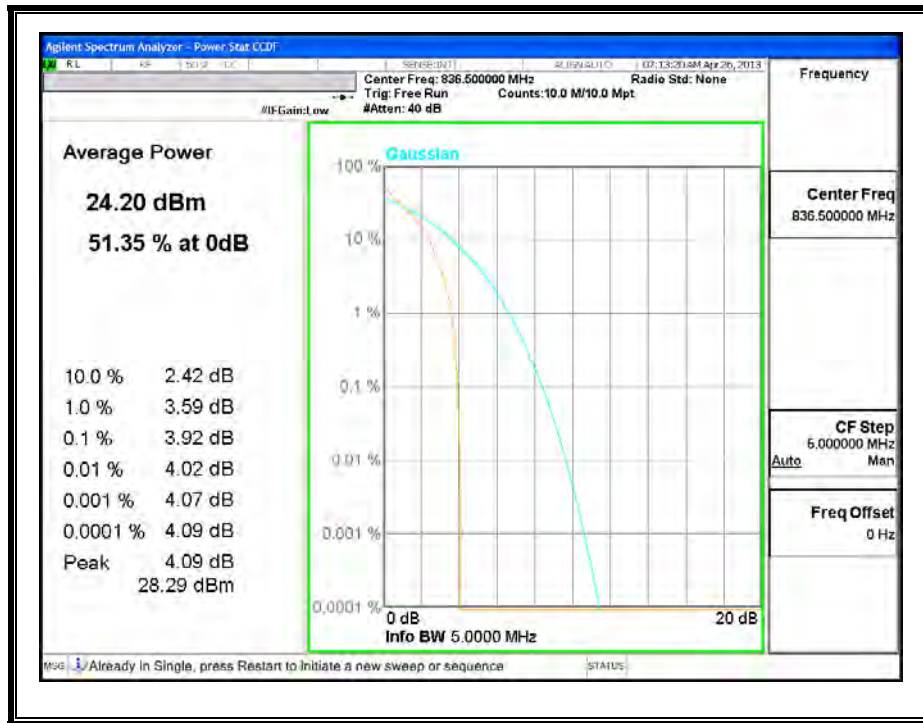 Agilent Spectrum Analyzer - Power Stat CCDF
RL RF 50 Ω DC SENSE:INT ALIGN AUTO 07:13:20 AM Apr 26, 2013
Center Freq: 836.500000 MHz Radio Std: None
Trig: Free Run Counts:10.0 M/10.0 Mpt
#IFGain:Low #Atten: 40 dB
Frequency
Average Power
24.20 dBm
51.35 % at 0dB
10.0 % 2.42 dB
1.0 % 3.59 dB
0.1 % 3.92 dB
0.01 % 4.02 dB
0.001 % 4.07 dB
0.0001 % 4.09 dB
Peak 4.09 dB
28.29 dBm
Gaussian
100 %
10 %
1 %
0.1 %
0.01 %
0.001 %
0.0001 %
0 dB 20 dB
Info BW 5.0000 MHz
Center Freq
836.500000 MHz
CF Step
5.000000 MHz
Auto Man
Freq Offset
0 Hz
MSG Already in Single, press Restart to Initiate a new sweep or sequence STATUS